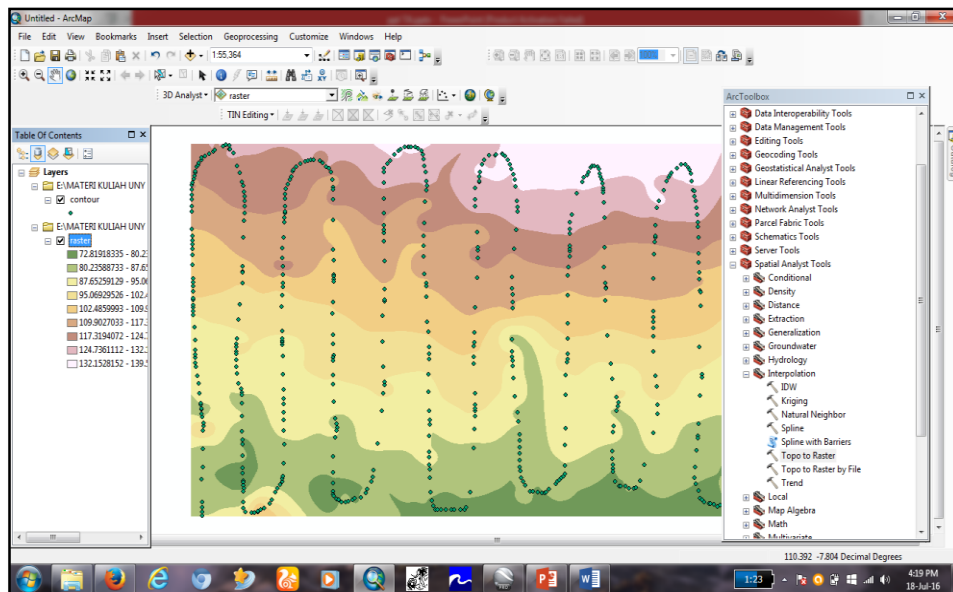 Untitled - ArcMap
File Edit View Bookmarks Insert Selection Geoprocessing Customize Windows Help
1:55,364
3D Analyst raster
TIN Editing
Table Of Contents
Layers
E:\MATERI KULIAH UNY
contour
E:\MATERI KULIAH UNY
raster
72.81918335 - 80.23
80.23588733 - 87.65
87.65259129 - 95.06
95.06929526 - 102.4
102.4859993 - 109.9
109.9027033 - 117.3
117.3194072 - 124.7
124.7361112 - 132.1
132.1528152 - 139.5
ArcToolbox
Data Interoperability Tools
Data Management Tools
Editing Tools
Geocoding Tools
Geostatistical Analyst Tools
Linear Referencing Tools
Multidimension Tools
Network Analyst Tools
Parcel Fabric Tools
Schematics Tools
Server Tools
Spatial Analyst Tools
Conditional
Density
Distance
Extraction
Generalization
Groundwater
Hydrology
Interpolation
IDW
Kriging
Natural Neighbor
Spline
Spline with Barriers
Topo to Raster
Topo to Raster by File
Trend
Local
Map Algebra
Math
Multivariate
110.392 -7.804 Decimal Degrees
1:23
4:19 PM
18-Jul-16